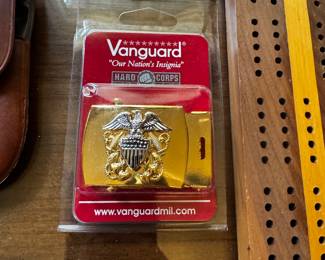 Vanguard®
"Our Nation's Insignia"
HARD CORPS
www.vanguardmil.com